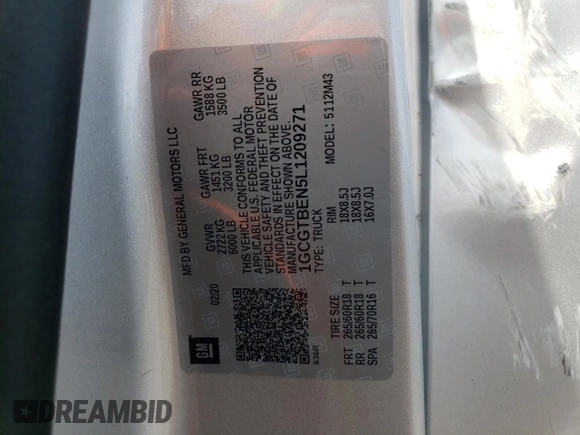 MFD BY GENERAL MOTORS LLC
02/20
GVWR
2722 KG
6000 LB
GAWR FRT
1451 KG
3200 LB
GAWR RR
1588 KG
3500 LB
THIS VEHICLE CONFORMS TO ALL
APPLICABLE U.S. FEDERAL MOTOR
VEHICLE SAFETY AND THEFT PREVENTION
STANDARDS IN EFFECT ON THE DATE OF
MANUFACTURE SHOWN ABOVE.
1GCGTBEN5L1209271
TYPE: TRUCK
MODEL: 5112M43
GM
636R
TIRE SIZE RIM
FRT 265/60R18 T 18X8.5J
RR 265/60R18 T 18X8.5J
SPA 265/70R16 T 16X7.0J
DREAMBID